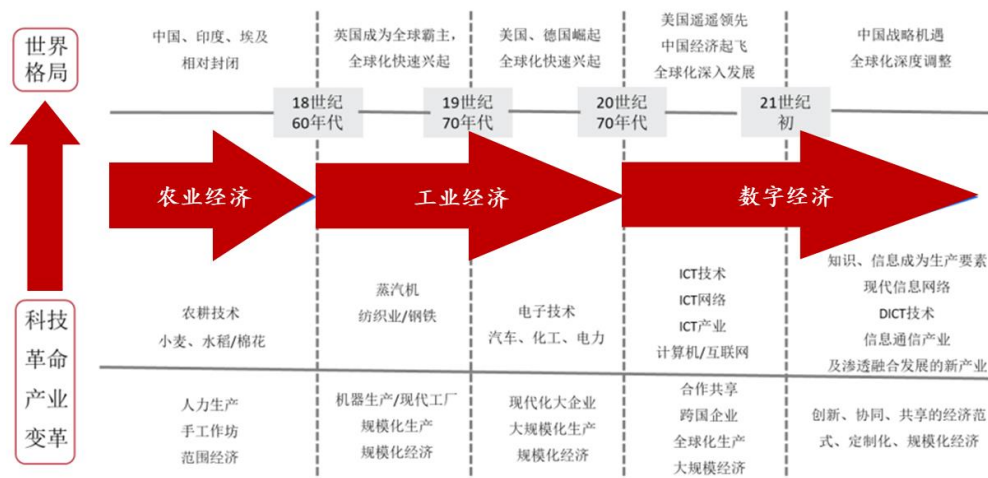 世界
格局
中国、印度、埃及
相对封闭
英国成为全球霸主，
全球化快速兴起
美国、德国崛起
全球化快速兴起
美国遥遥领先
中国经济起飞
全球化深入发展
中国战略机遇
全球化深度调整
18世纪
60年代
19世纪
70年代
20世纪
70年代
21世纪
初
农业经济
工业经济
数字经济
科技
革命
产业
变革
农耕技术
小麦、水稻/棉花
蒸汽机
纺织业/钢铁
电子技术
汽车、化工、电力
ICT技术
ICT网络
ICT产业
计算机/互联网
知识、信息成为生产要素
现代信息网络
DICT技术
信息通信产业
及渗透融合发展的新产业
人力生产
手工作坊
范围经济
机器生产/现代工厂
规模化生产
规模化经济
现代化大企业
大规模化生产
规模化经济
合作共享
跨国企业
全球化生产
大规模经济
创新、协同、共享的经济范
式、定制化、规模化经济